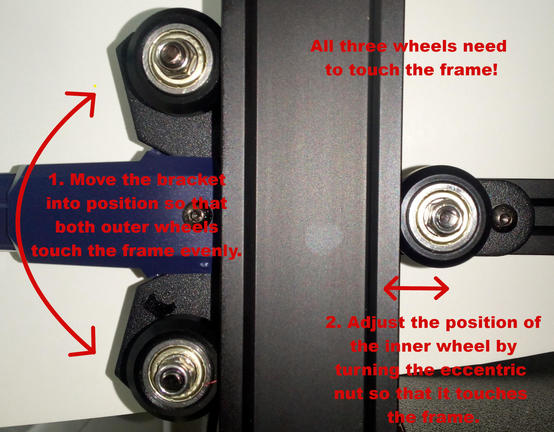 All three wheels need
to touch the frame!
1. Move the bracket
into position so that
both outer wheels
touch the frame evenly.
2. Adjust the position of
the inner wheel by
turning the eccentric
nut so that it touches
the frame.